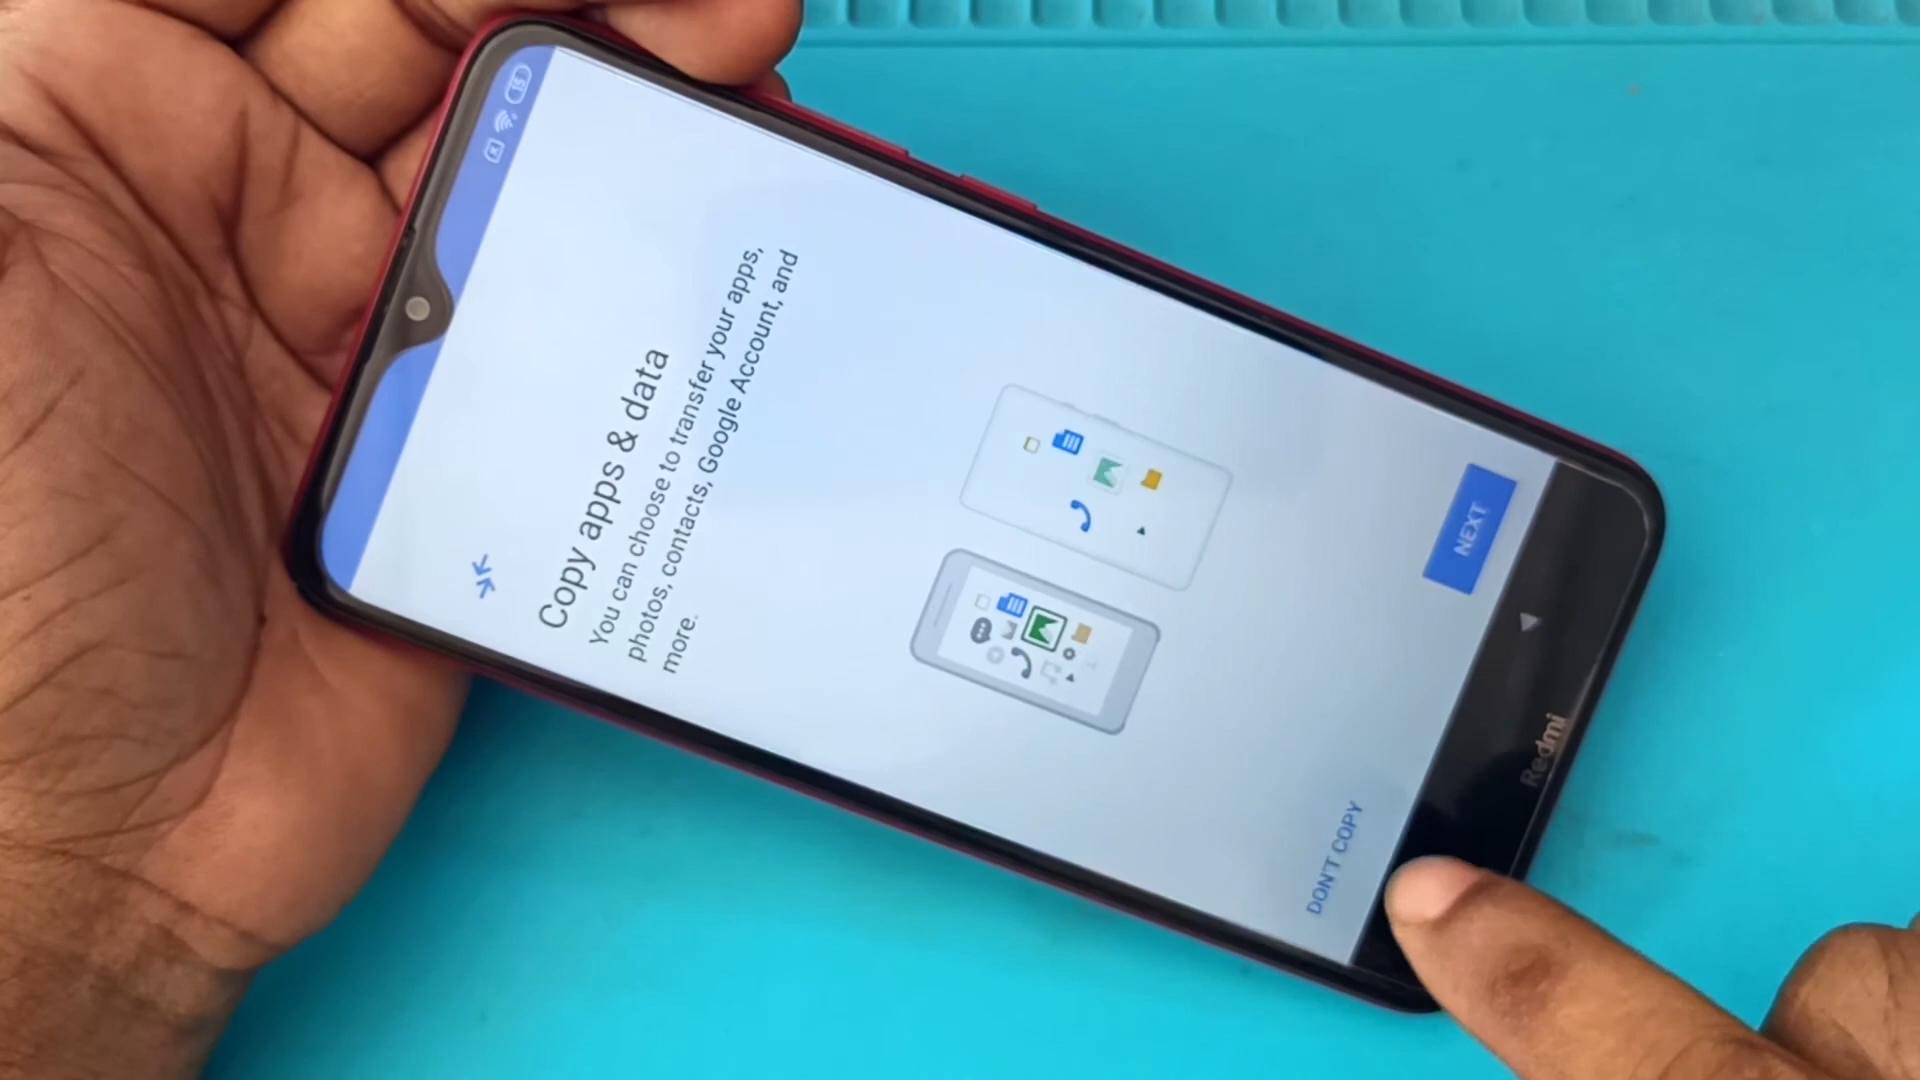 15
Copy apps & data
You can choose to transfer your apps,
photos, contacts, Google Account, and
more.
DON'T COPY
NEXT
Redmi